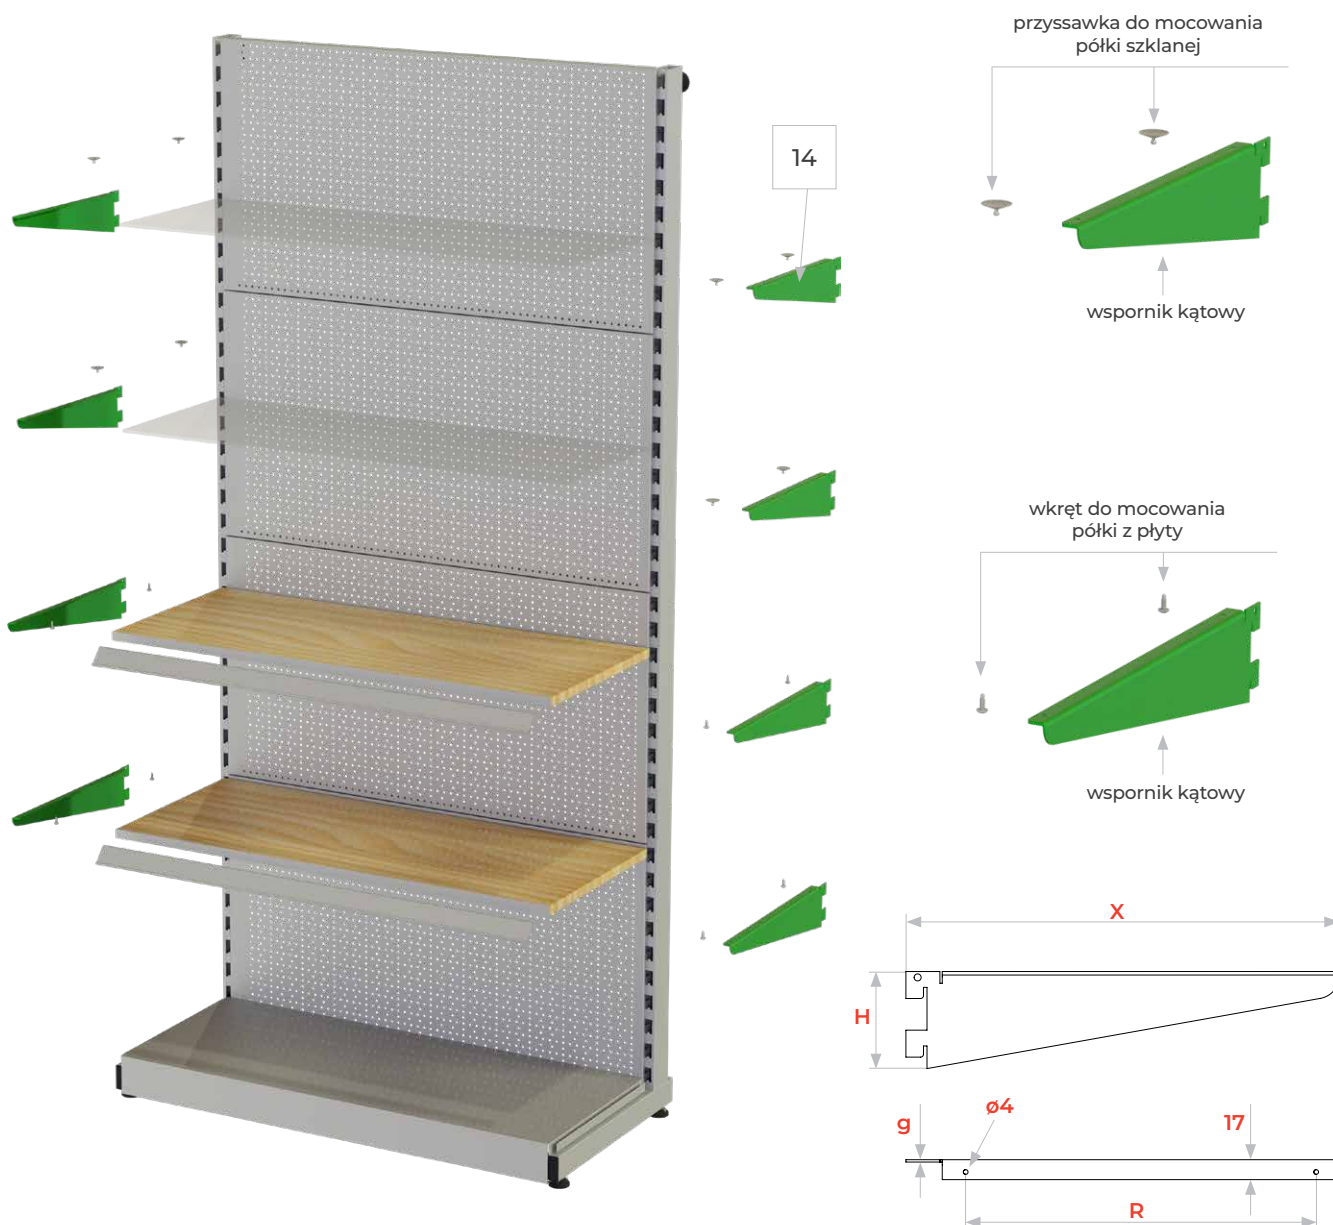 przyssawka do mocowania
półki szklanej
14
wspornik kątowy
wkręt do mocowania
półki z płyty
wspornik kątowy
X
H
g
ø4
17
R